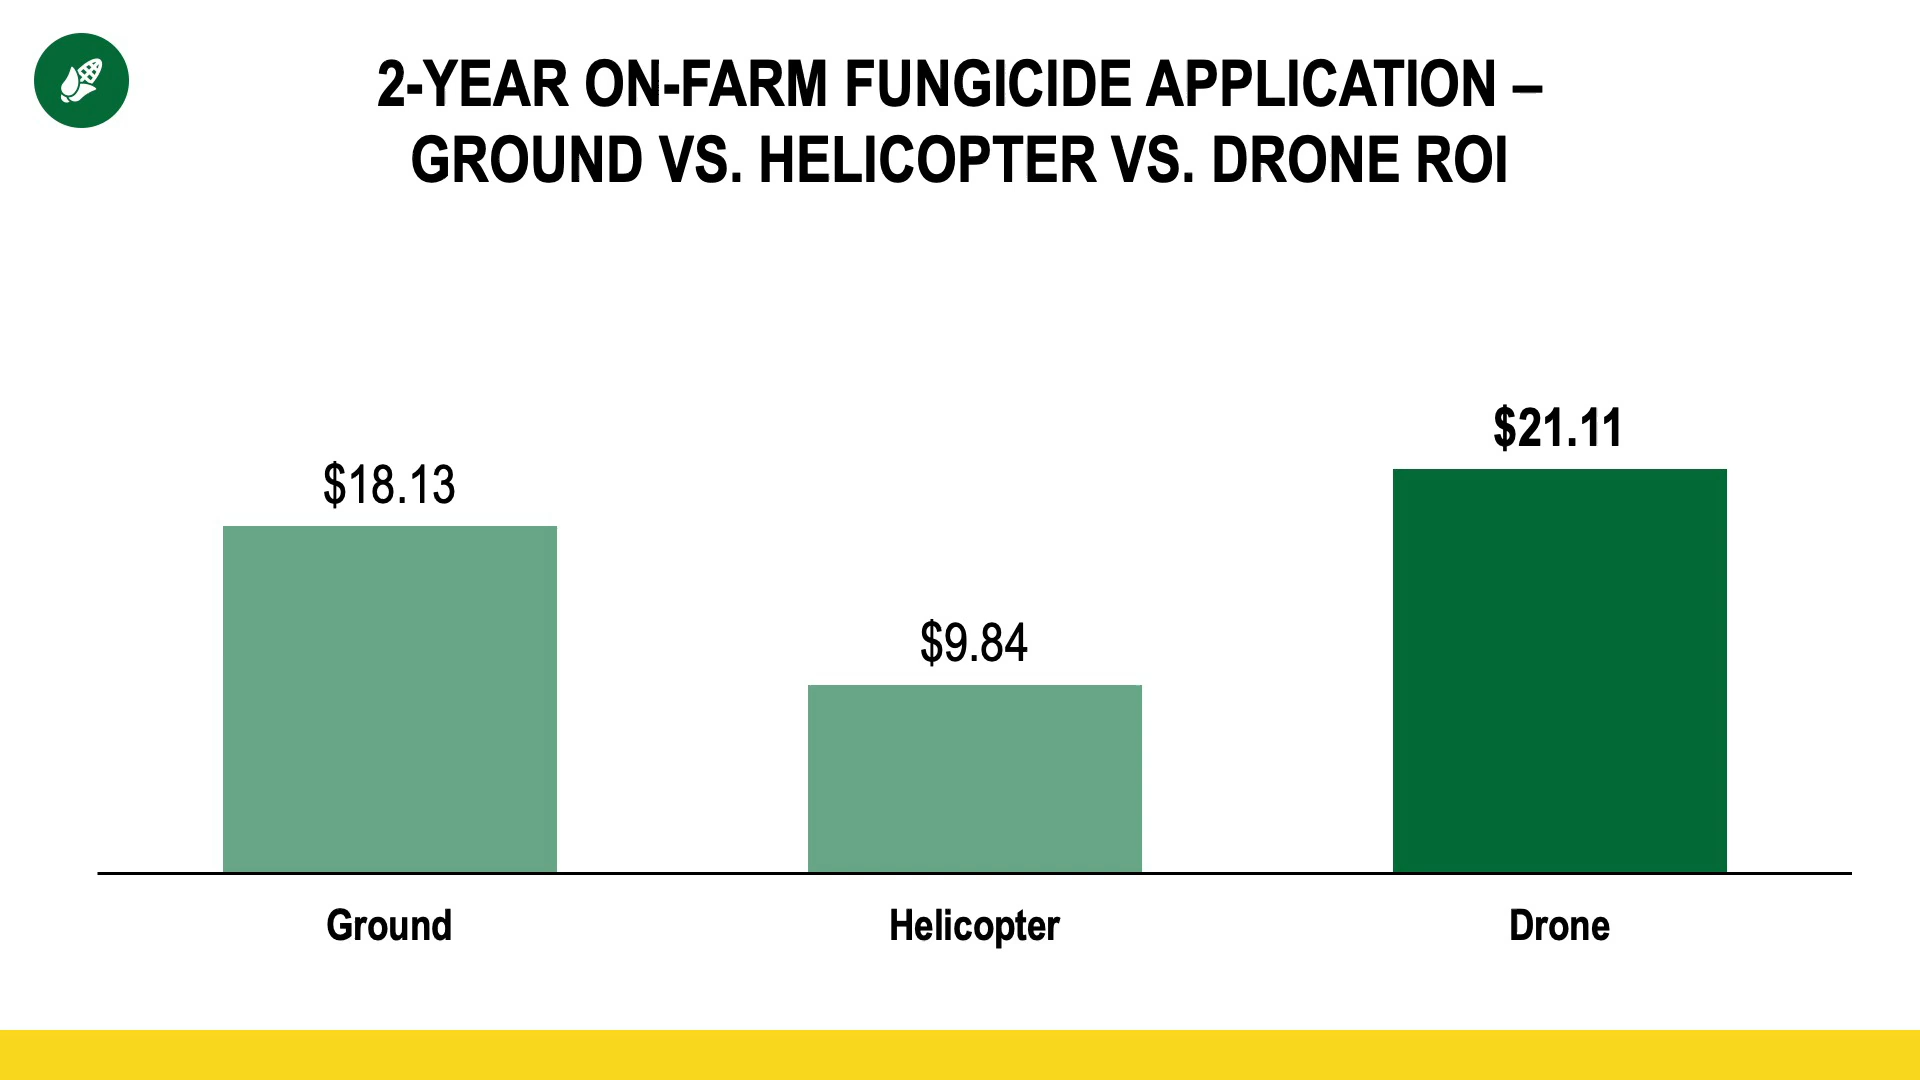 2-YEAR ON-FARM FUNGICIDE APPLICATION –
GROUND VS. HELICOPTER VS. DRONE ROI
$18.13
$9.84
$21.11
Ground
Helicopter
Drone